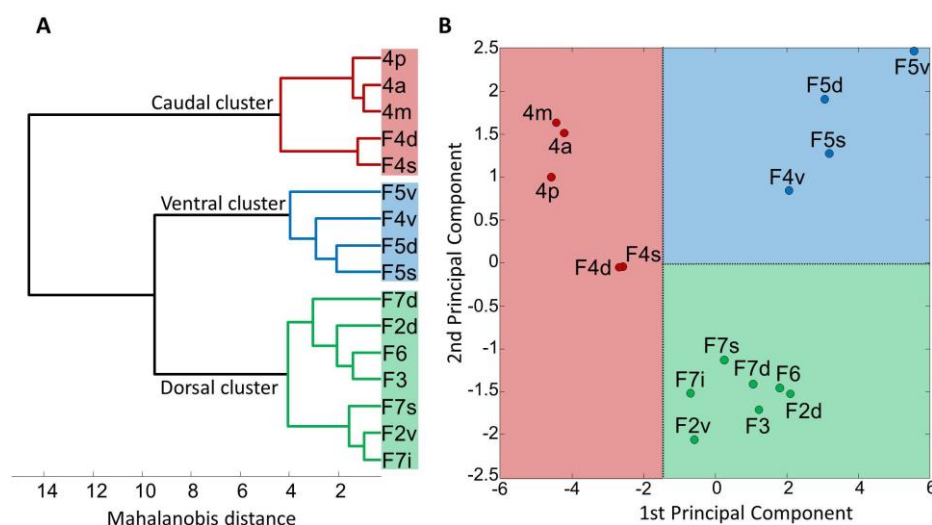 A
4p
4a
4m
F4d
F4s
F5v
F4v
F5d
F5s
F7d
F2d
F6
F3
F7s
F2v
F7i
Caudal cluster
Ventral cluster
Dorsal cluster
14 12 10 8 6 4 2
Mahalanobis distance
B
2.5
2
1.5
1
0.5
0
-0.5
-1
-1.5
-2
-2.5
2nd Principal Component
F5v
F5d
4m
4a
F5s
4p
F4v
F4d F4s
F7s
F7d F6
F7i
F2d
F2v F3
-6 -4 -2 0 2 4 6
1st Principal Component